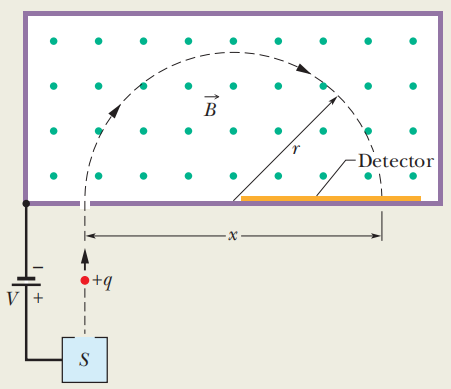 B⃗
r
Detector
x
+q
−
V
+
S